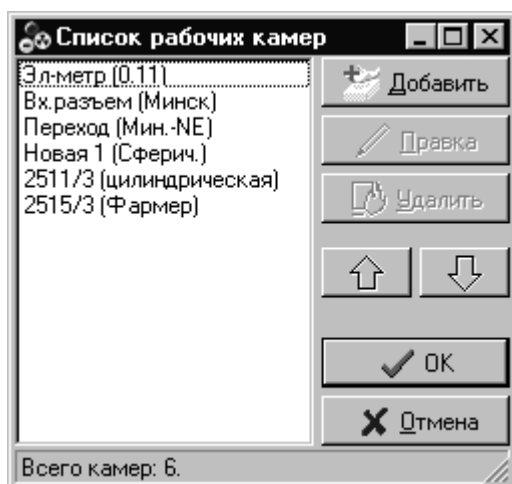 Список рабочих камер
Эл-метр (0.11)
Вх.разъем (Минск)
Переход (Мин.-NE)
Новая 1 (Сферич.)
2511/3 (цилиндрическая)
2515/3 (Фармер)
Добавить
Правка
Удалить
OK
Отмена
Всего камер: 6.